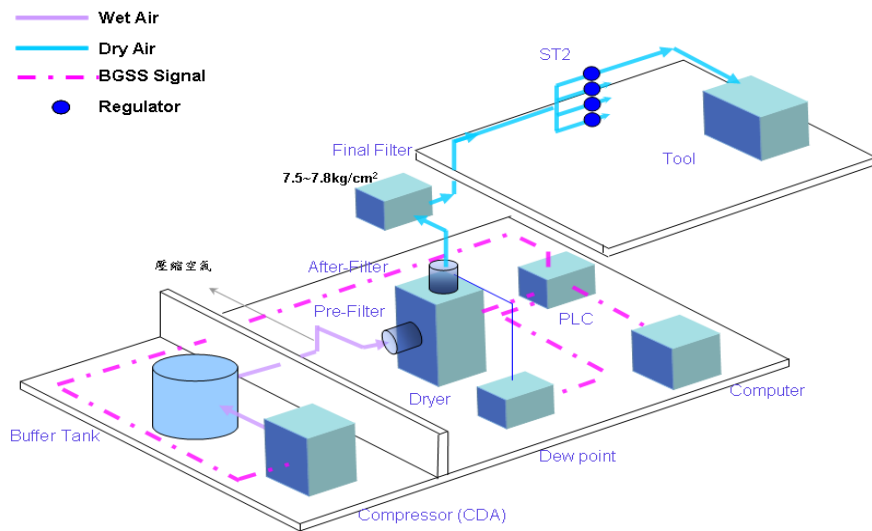 Wet Air
Dry Air
BGSS Signal
Regulator
ST2
Tool
Final Filter
7.5~7.8kg/cm²
壓縮空氣
After-Filter
Pre-Filter
PLC
Dryer
Computer
Buffer Tank
Dew point
Compressor (CDA)